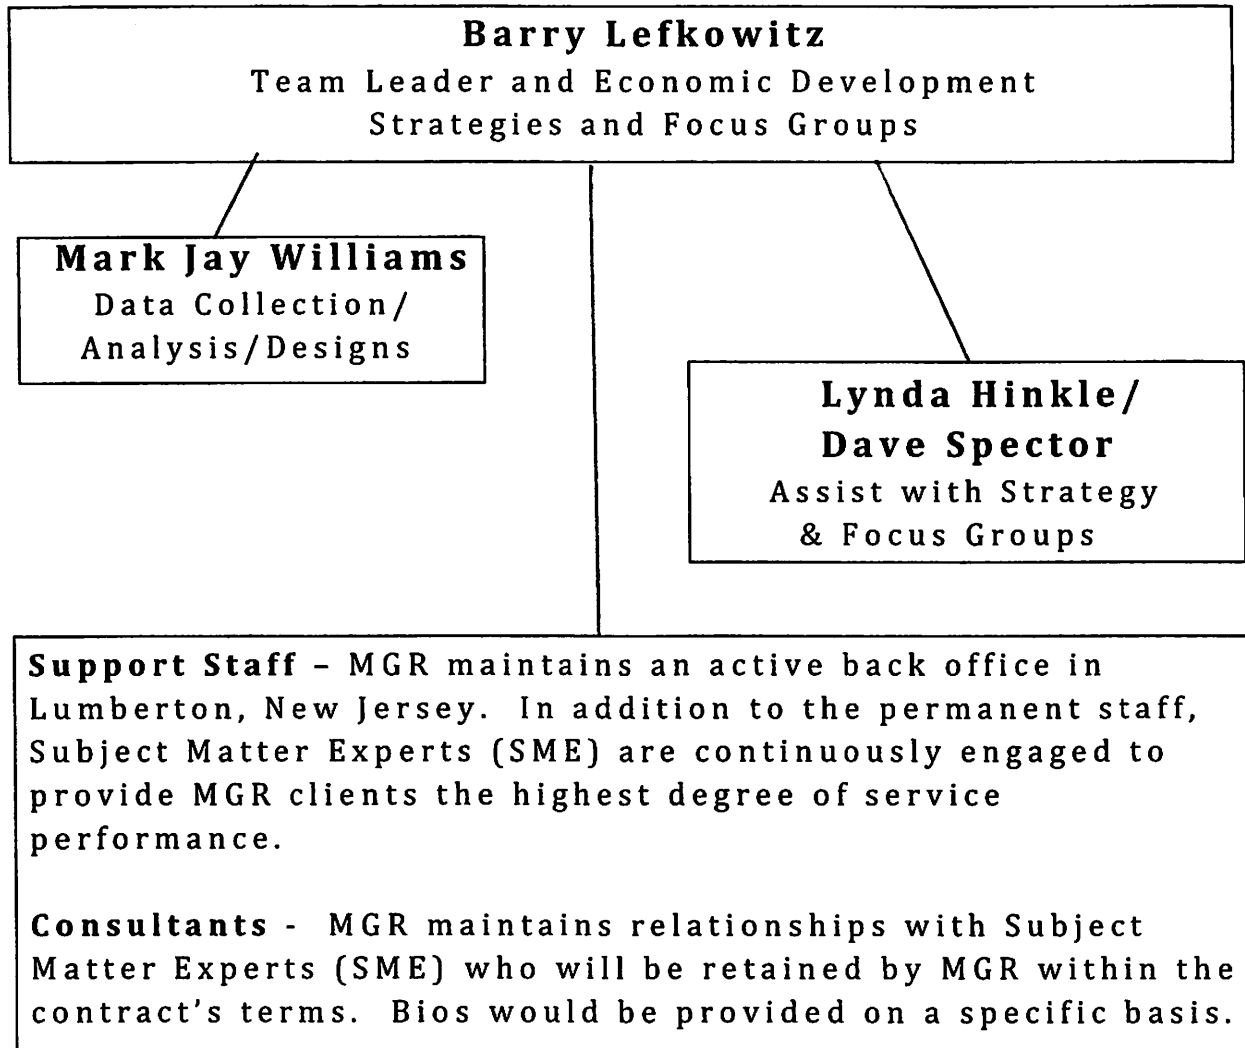 Barry Lefkowitz
Team Leader and Economic Development
Strategies and Focus Groups
Mark Jay Williams
Data Collection/
Analysis/Designs
Lynda Hinkle/
Dave Spector
Assist with Strategy
& Focus Groups
Support Staff – MGR maintains an active back office in
Lumberton, New Jersey. In addition to the permanent staff,
Subject Matter Experts (SME) are continuously engaged to
provide MGR clients the highest degree of service
performance.
Consultants - MGR maintains relationships with Subject
Matter Experts (SME) who will be retained by MGR within the
contract's terms. Bios would be provided on a specific basis.